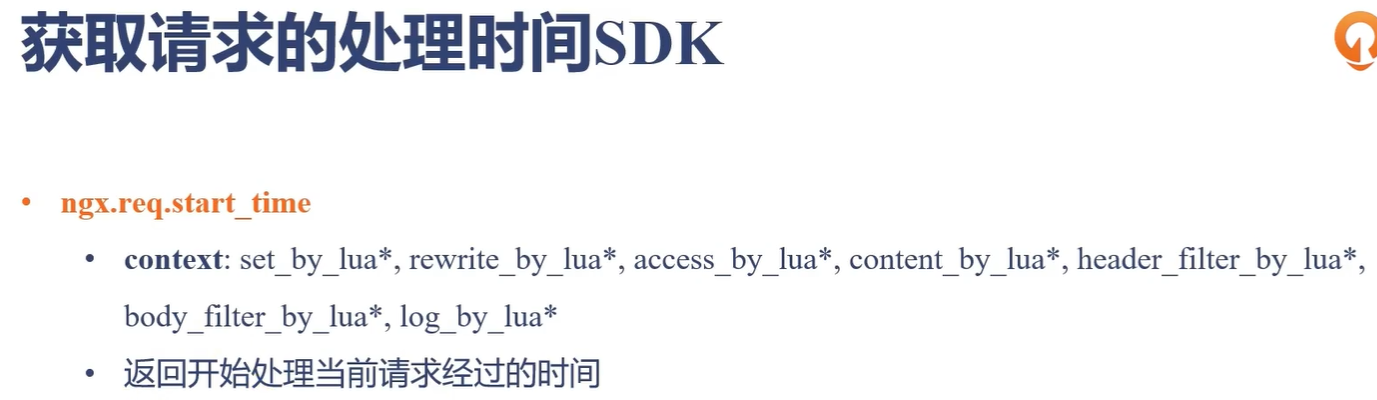 获取请求的处理时间SDK
• ngx.req.start_time
• context: set_by_lua*, rewrite_by_lua*, access_by_lua*, content_by_lua*, header_filter_by_lua*,
body_filter_by_lua*, log_by_lua*
• 返回开始处理当前请求经过的时间